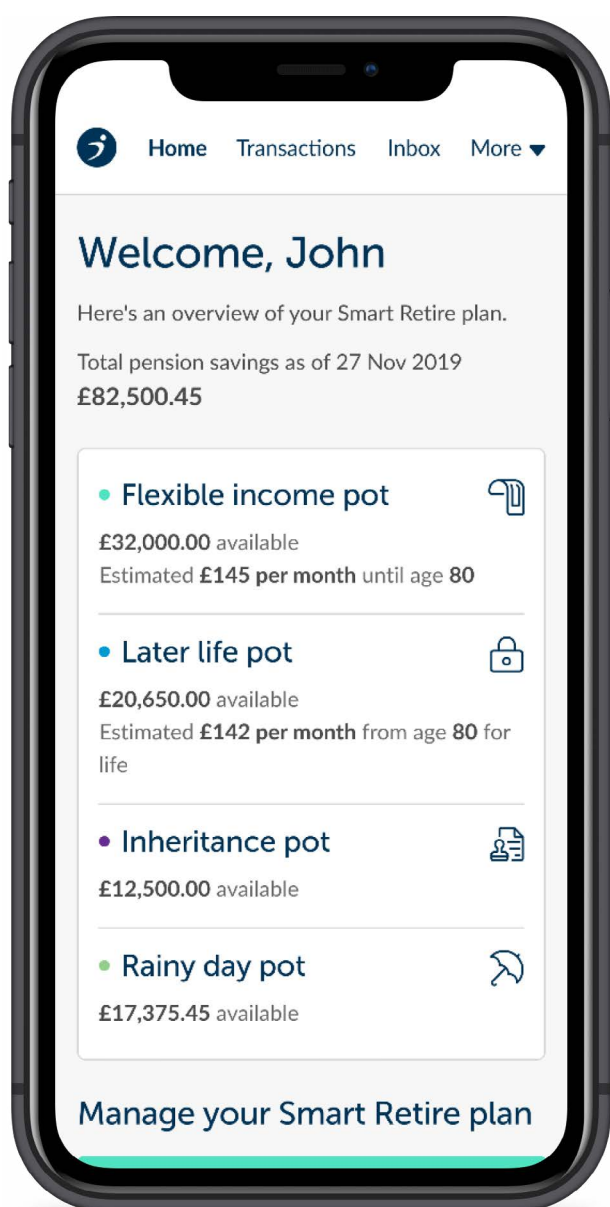 Home Transactions Inbox More
Welcome, John
Here's an overview of your Smart Retire plan.
Total pension savings as of 27 Nov 2019
£82,500.45
Flexible income pot
£32,000.00 available
Estimated £145 per month until age 80
Later life pot
£20,650.00 available
Estimated £142 per month from age 80 for
life
Inheritance pot
£12,500.00 available
Rainy day pot
£17,375.45 available
Manage your Smart Retire plan